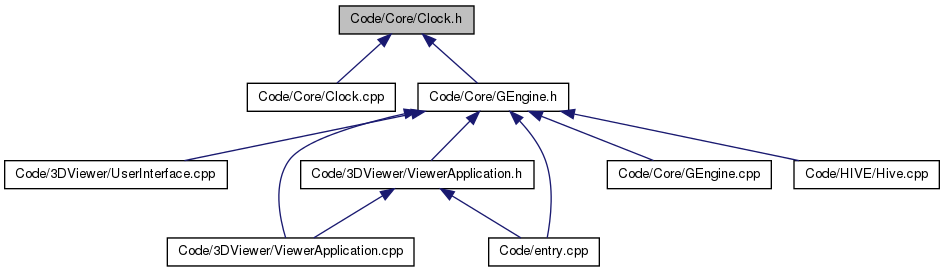 Code/Core/Clock.h
Code/Core/Clock.cpp
Code/Core/GEngine.h
Code/3DViewer/UserInterface.cpp
Code/3DViewer/ViewerApplication.h
Code/Core/GEngine.cpp
Code/HIVE/Hive.cpp
Code/3DViewer/ViewerApplication.cpp
Code/entry.cpp